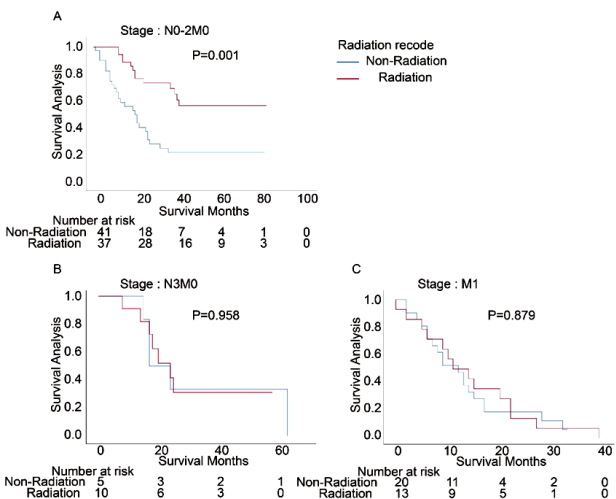 A
Stage : N0-2M0
P=0.001
Radiation recode
Non-Radiation
Radiation
Survival Analysis
1.0
0.8
0.6
0.4
0.2
0.0
0 20 40 60 80 100
Survival Months
Number at risk
Non-Radiation 41 18 7 4 1 0
Radiation 37 28 16 9 3 0
B
Stage : N3M0
P=0.958
Survival Analysis
1.0
0.8
0.6
0.4
0.2
0.0
0 20 40 60
Survival Months
Number at risk
Non-Radiation 5 3 2 1
Radiation 10 6 3 0
C
Stage : M1
P=0.879
Survival Analysis
1.0
0.8
0.6
0.4
0.2
0.0
0 10 20 30 40
Survival Months
Number at risk
Non-Radiation 20 11 4 2 0
Radiation 13 9 5 1 0